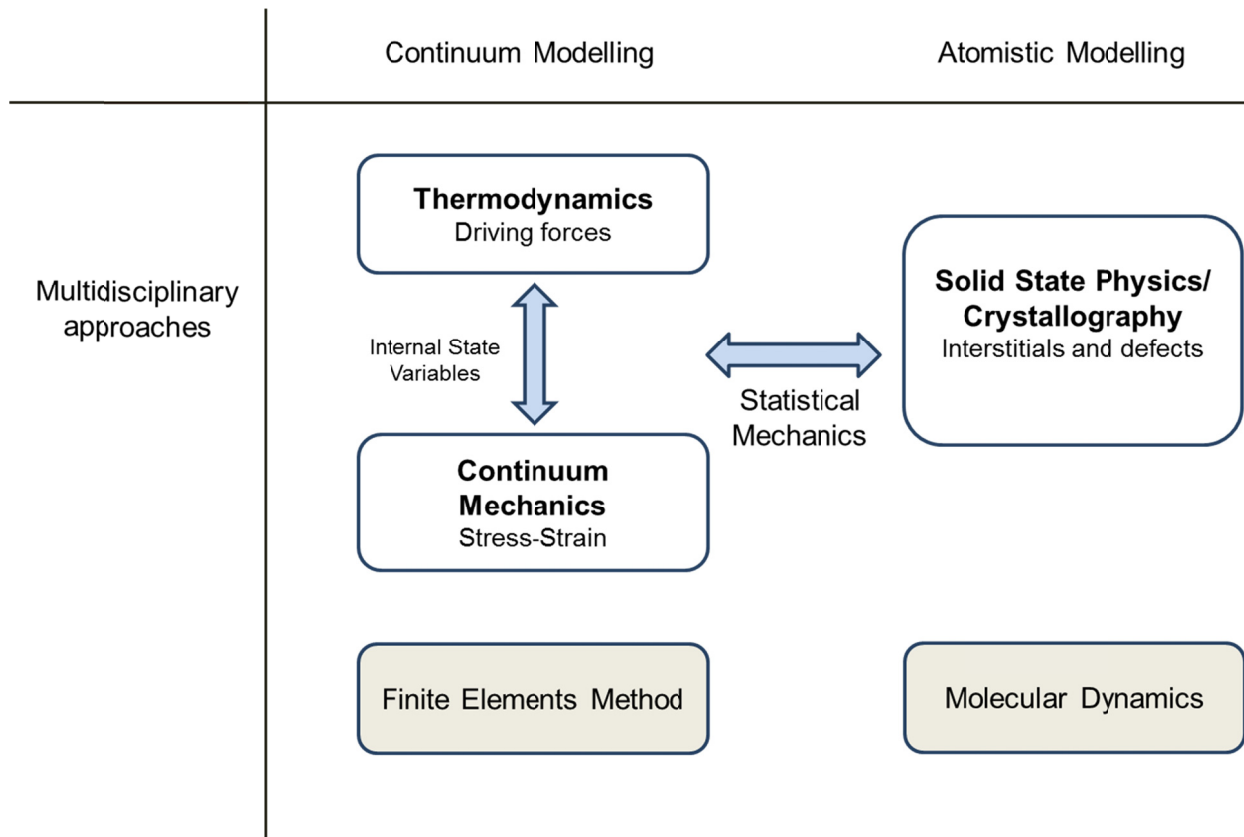 Continuum Modelling
Atomistic Modelling
Multidisciplinary
approaches
Thermodynamics
Driving forces
Internal State
Variables
Continuum
Mechanics
Stress-Strain
Statistical
Mechanics
Solid State Physics/
Crystallography
Interstitials and defects
Finite Elements Method
Molecular Dynamics